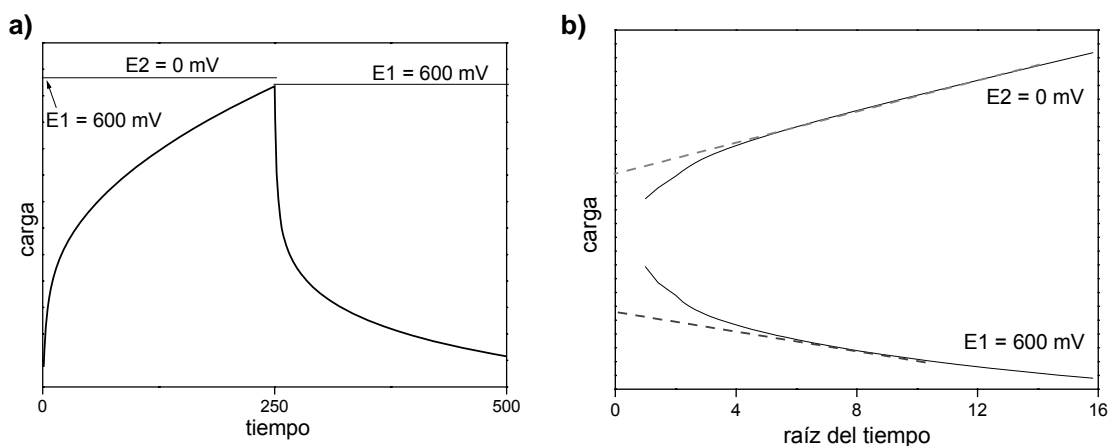 a)
E2 = 0 mV
E1 = 600 mV
E1 = 600 mV
carga
0
250
500
tiempo
b)
E2 = 0 mV
carga
E1 = 600 mV
0
4
8
12
16
raíz del tiempo